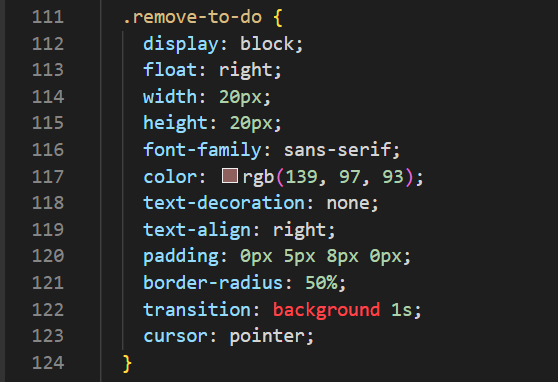 111 .remove-to-do {
112 display: block;
113 float: right;
114 width: 20px;
115 height: 20px;
116 font-family: sans-serif;
117 color: rgb(139, 97, 93);
118 text-decoration: none;
119 text-align: right;
120 padding: 0px 5px 8px 0px;
121 border-radius: 50%;
122 transition: background 1s;
123 cursor: pointer;
124 }